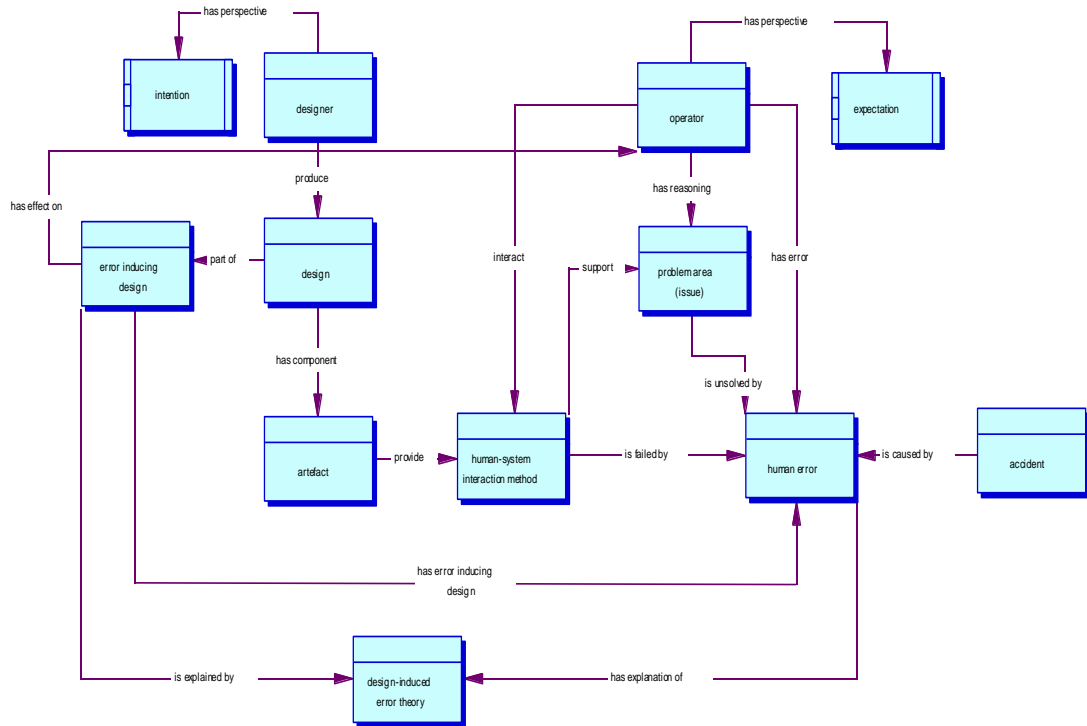 has perspective
has perspective
intention
designer
operator
expectation
produce
has reasoning
has effect on
error inducing
design
part of
design
interact
support
problem area
(issue)
has error
has component
is unsolved by
artefact
provide
human-system
interaction method
is failed by
human error
is caused by
accident
has error inducing
design
is explained by
design-induced
error theory
has explanation of